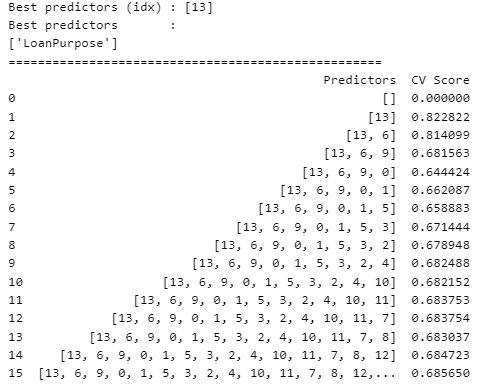 Best predictors (idx) : [13]
Best predictors       :
['LoanPurpose']
====================================================
Predictors  CV Score
0  []  0.000000
1  [13]  0.822822
2  [13, 6]  0.814099
3  [13, 6, 9]  0.681563
4  [13, 6, 9, 0]  0.644424
5  [13, 6, 9, 0, 1]  0.662087
6  [13, 6, 9, 0, 1, 5]  0.658883
7  [13, 6, 9, 0, 1, 5, 3]  0.671444
8  [13, 6, 9, 0, 1, 5, 3, 2]  0.678948
9  [13, 6, 9, 0, 1, 5, 3, 2, 4]  0.682488
10  [13, 6, 9, 0, 1, 5, 3, 2, 4, 10]  0.682152
11  [13, 6, 9, 0, 1, 5, 3, 2, 4, 10, 11]  0.683753
12  [13, 6, 9, 0, 1, 5, 3, 2, 4, 10, 11, 7]  0.683754
13  [13, 6, 9, 0, 1, 5, 3, 2, 4, 10, 11, 7, 8]  0.683037
14  [13, 6, 9, 0, 1, 5, 3, 2, 4, 10, 11, 7, 8, 12]  0.684723
15  [13, 6, 9, 0, 1, 5, 3, 2, 4, 10, 11, 7, 8, 12,...  0.685650